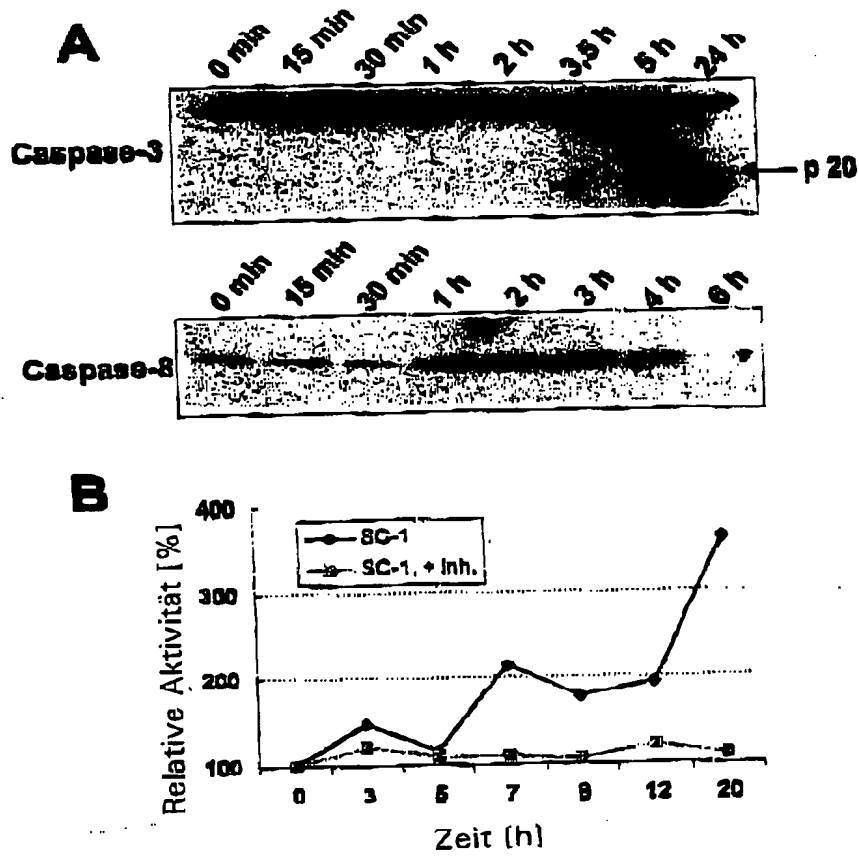 A
0 min 15 min 30 min 1 h 2 h 3,5 h 5 h 24 h
Caspase-3
p 20
0 min 15 min 30 min 1 h 2 h 3 h 4 h 6 h
Caspase-8
B
Relative Aktivität [%]
400
300
200
100
SC-1
SC-1, + Inh.
0 3 5 7 9 12 20
Zeit [h]